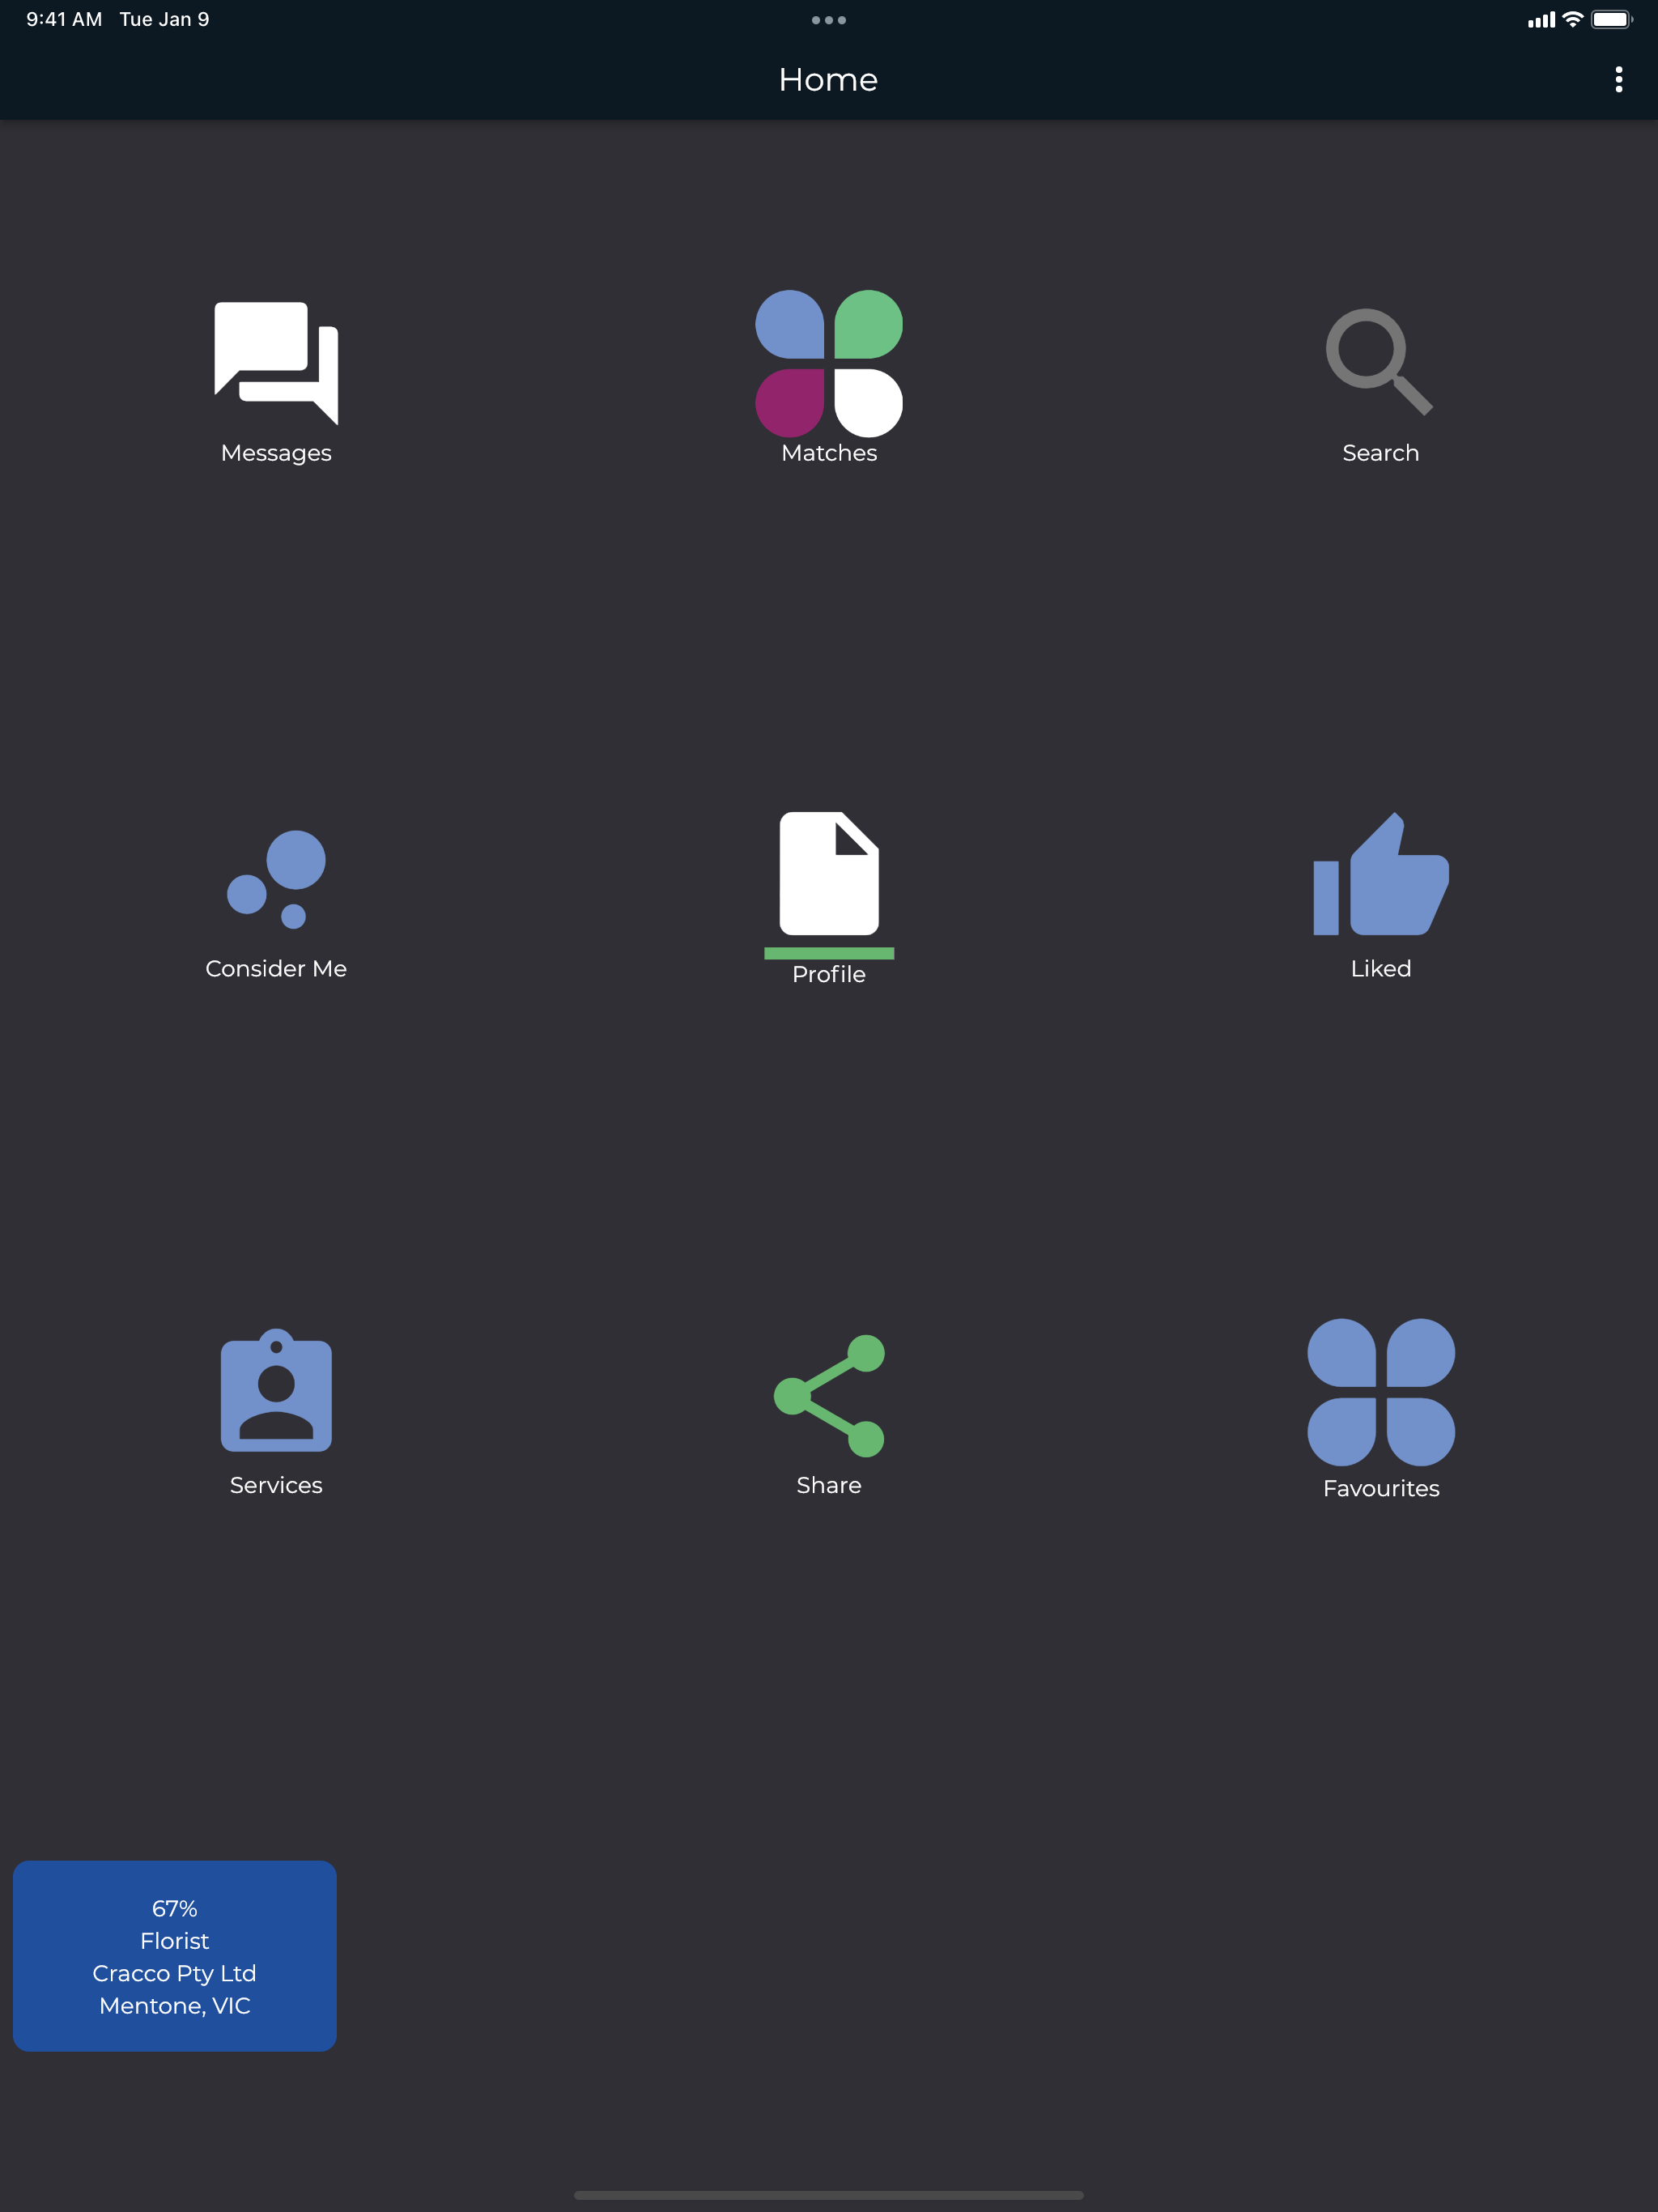 9:41 AM Tue Jan 9
Home
Messages
Matches
Search
Consider Me
Profile
Liked
Services
Share
Favourites
67%
Florist
Cracco Pty Ltd
Mentone, VIC